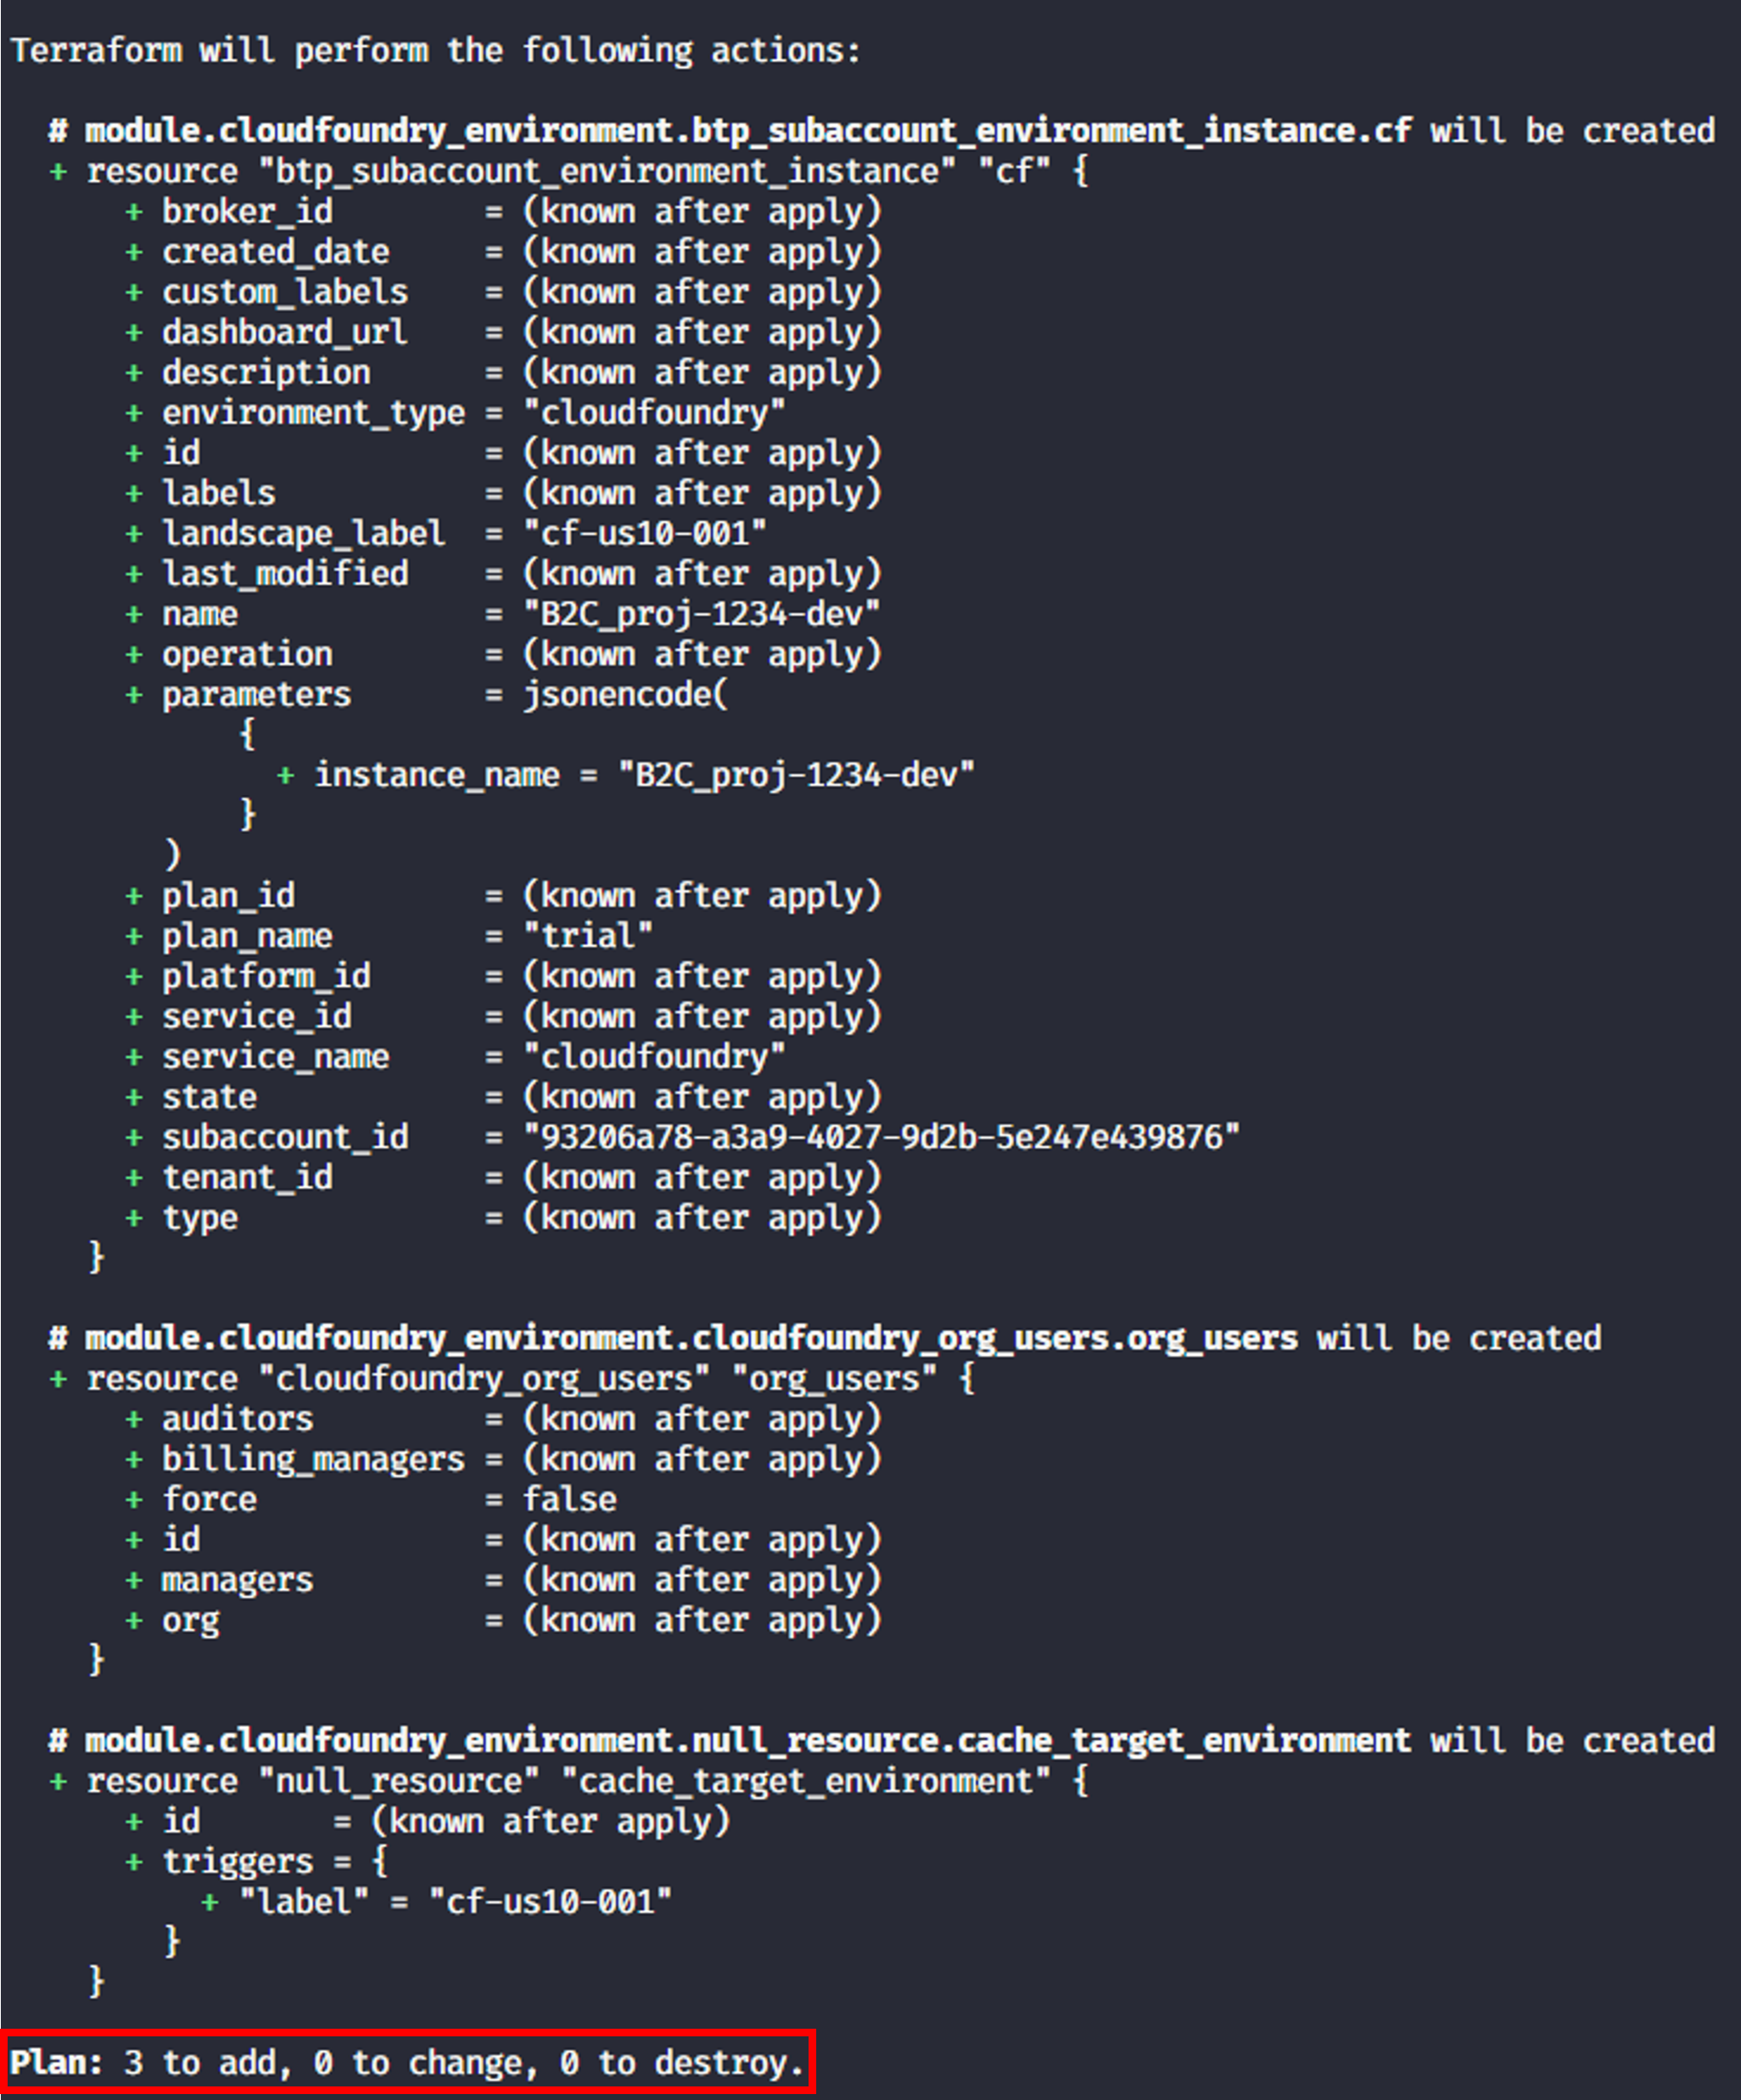 Terraform will perform the following actions:
# module.cloudfoundry_environment.btp_subaccount_environment_instance.cf will be created
+ resource "btp_subaccount_environment_instance" "cf" {
+ broker_id = (known after apply)
+ created_date = (known after apply)
+ custom_labels = (known after apply)
+ dashboard_url = (known after apply)
+ description = (known after apply)
+ environment_type = "cloudfoundry"
+ id = (known after apply)
+ labels = (known after apply)
+ landscape_label = "cf-us10-001"
+ last_modified = (known after apply)
+ name = "B2C_proj-1234-dev"
+ operation = (known after apply)
+ parameters = jsonencode(
{
+ instance_name = "B2C_proj-1234-dev"
}
)
+ plan_id = (known after apply)
+ plan_name = "trial"
+ platform_id = (known after apply)
+ service_id = (known after apply)
+ service_name = "cloudfoundry"
+ state = (known after apply)
+ subaccount_id = "93206a78-a3a9-4027-9d2b-5e247e439876"
+ tenant_id = (known after apply)
+ type = (known after apply)
}
# module.cloudfoundry_environment.cloudfoundry_org_users.org_users will be created
+ resource "cloudfoundry_org_users" "org_users" {
+ auditors = (known after apply)
+ billing_managers = (known after apply)
+ force = false
+ id = (known after apply)
+ managers = (known after apply)
+ org = (known after apply)
}
# module.cloudfoundry_environment.null_resource.cache_target_environment will be created
+ resource "null_resource" "cache_target_environment" {
+ id = (known after apply)
+ triggers = {
+ "label" = "cf-us10-001"
}
}
Plan: 3 to add, 0 to change, 0 to destroy.